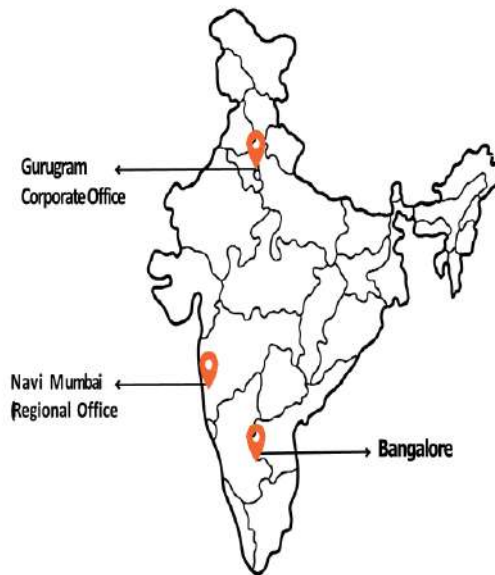 Gurugram
Corporate Office
Navi Mumbai
(Regional Office
Bangalore